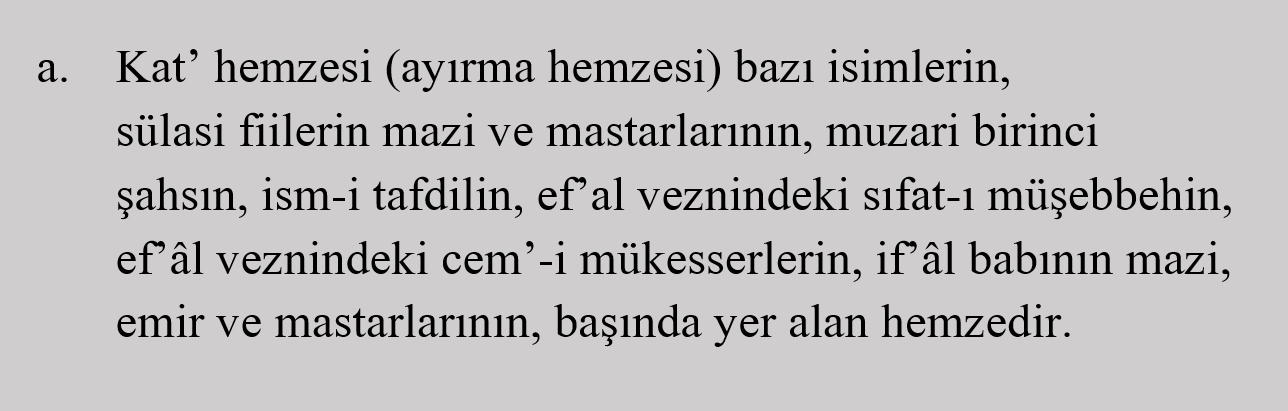 a. Kat’ hemzesi (ayırma hemzesi) bazı isimlerin,
sülasi fiilerin mazi ve mastarlarının, muzari birinci
şahsın, ism-i tafdilin, ef’al veznindeki sıfat-ı müşebbehin,
ef’âl veznindeki cem’-i mükesserlerin, if’âl babının mazi,
emir ve mastarlarının, başında yer alan hemzedir.